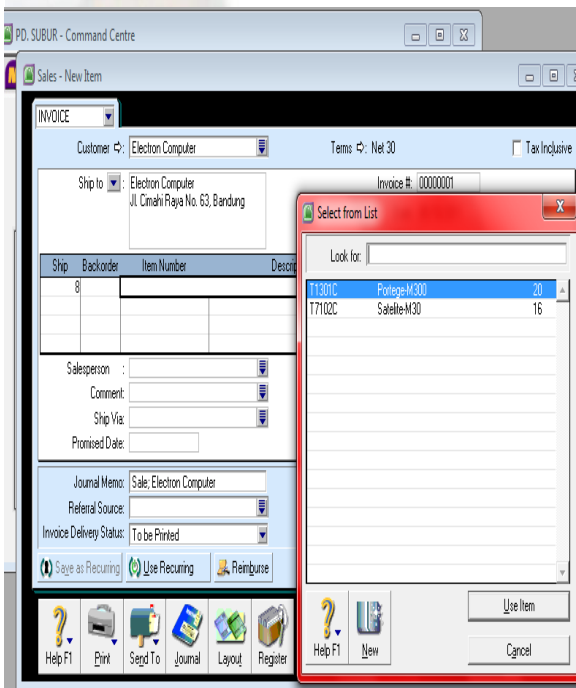 PD. SUBUR - Command Centre
Sales - New Item
INVOICE
Customer : Electron Computer
Terms : Net 30
Tax Inclusive
Ship to : Electron Computer
Jl. Cimahi Raya No. 63, Bandung
Invoice #: 00000001
Ship Backorder Item Number Descrip
8
Salesperson :
Comment:
Ship Via:
Promised Date:
Journal Memo: Sale; Electron Computer
Referral Source:
Invoice Delivery Status: To be Printed
Save as Recurring Use Recurring Reimburse
Help F1 Print Send To Journal Layout Register
Select from List
Look for:
T1301C Portege-M300 20
T7102C Satelite-M30 16
Use Item
Help F1 New
Cancel